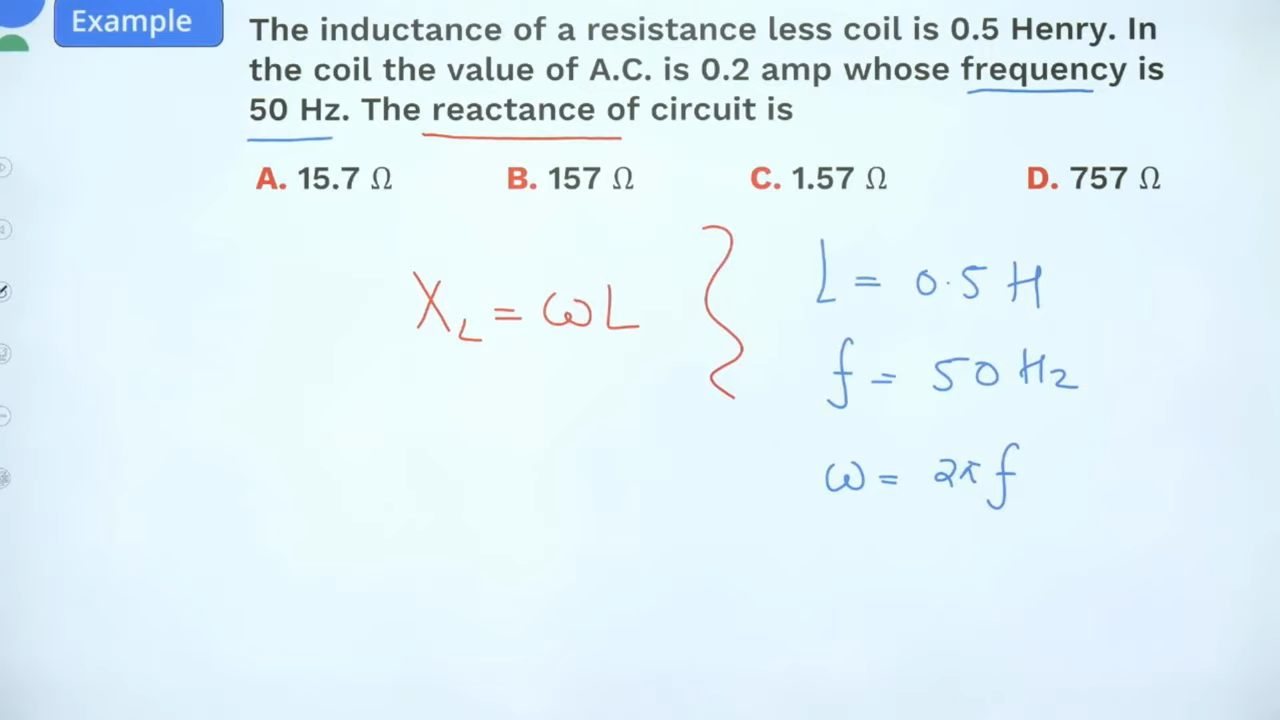 Example
The inductance of a resistance less coil is 0.5 Henry. In
the coil the value of A.C. is 0.2 amp whose frequency is
50 Hz. The reactance of circuit is
A. 15.7 Ω B. 157 Ω C. 1.57 Ω D. 757 Ω
X_L = ωL
L = 0.5 H
f = 50 Hz
ω = 2π f